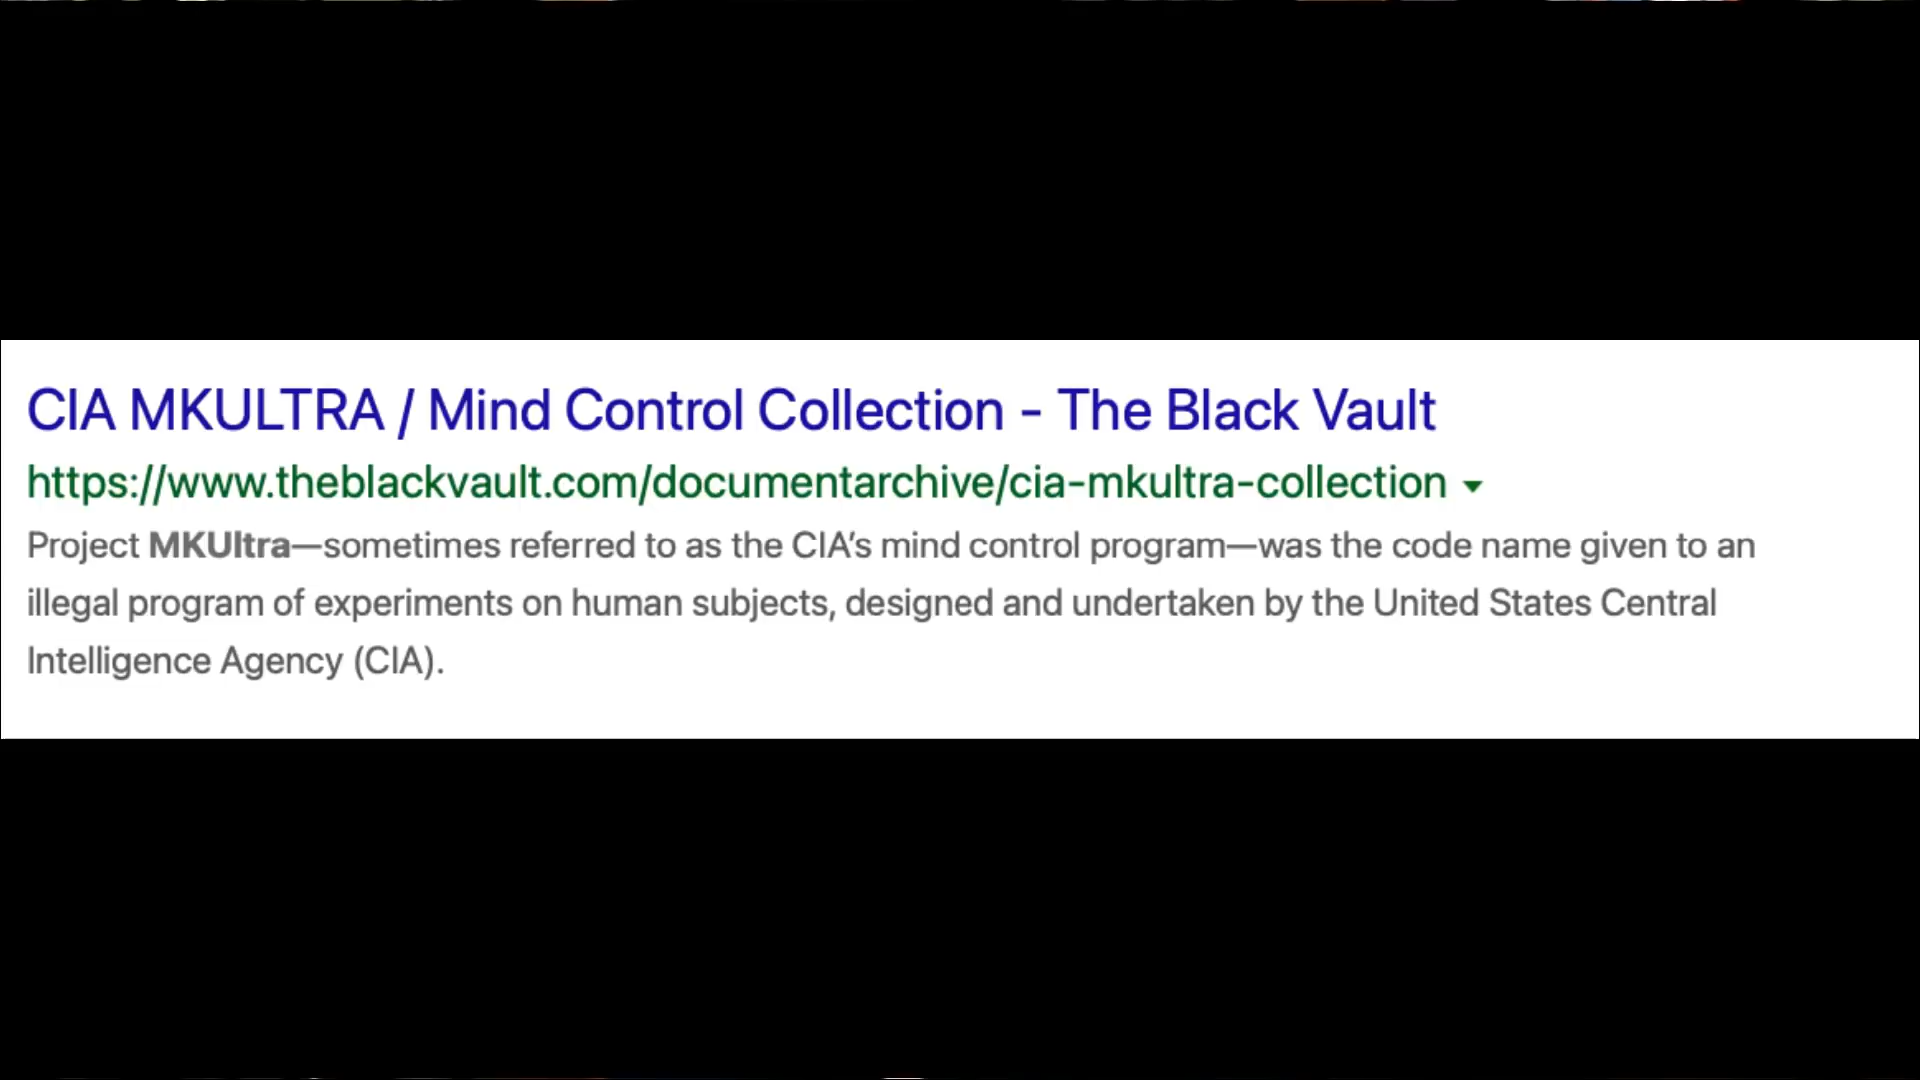 CIA MKULTRA / Mind Control Collection - The Black Vault
https://www.theblackvault.com/documentarchive/cia-mkultra-collection
Project MKUltra—sometimes referred to as the CIA’s mind control program—was the code name given to an
illegal program of experiments on human subjects, designed and undertaken by the United States Central
Intelligence Agency (CIA).